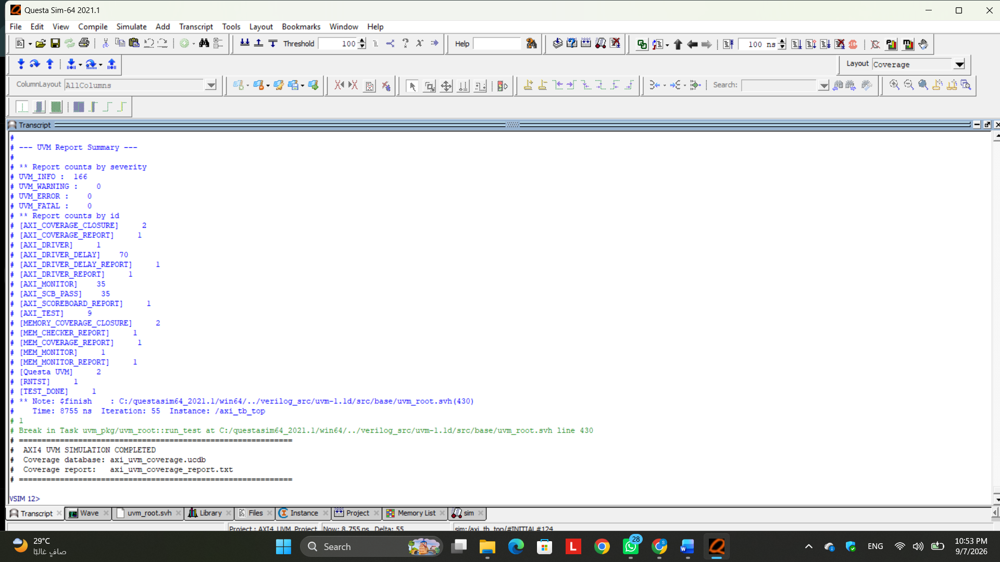 Questa Sim-64 2021.1
File Edit View Compile Simulate Add Transcript Tools Layout Bookmarks Window Help
Threshold 100 Help 100 ns
Layout Coverage
ColumnLayout AllColumns Search:
Transcript
#
# --- UVM Report Summary ---
#
# ** Report counts by severity
# UVM_INFO : 166
# UVM_WARNING : 0
# UVM_ERROR : 0
# UVM_FATAL : 0
# ** Report counts by id
# [AXI_COVERAGE_CLOSURE] 2
# [AXI_COVERAGE_REPORT] 1
# [AXI_DRIVER] 1
# [AXI_DRIVER_DELAY] 70
# [AXI_DRIVER_DELAY_REPORT] 1
# [AXI_DRIVER_REPORT] 1
# [AXI_MONITOR] 35
# [AXI_SCB_PASS] 35
# [AXI_SCOREBOARD_REPORT] 1
# [AXI_TEST] 9
# [MEMORY_COVERAGE_CLOSURE] 2
# [MEM_CHECKER_REPORT] 1
# [MEM_COVERAGE_REPORT] 1
# [MEM_MONITOR] 1
# [MEM_MONITOR_REPORT] 1
# [Questa UVM] 2
# [RNTST] 1
# [TEST_DONE] 1
# ** Note: $finish : C:/questasim64_2021.1/win64/../verilog_src/uvm-1.1d/src/base/uvm_root.svh(430)
# Time: 8755 ns Iteration: 55 Instance: /axi_tb_top
# 1
# Break in Task uvm_pkg/uvm_root::run_test at C:/questasim64_2021.1/win64/../verilog_src/uvm-1.1d/src/base/uvm_root.svh line 430
# ============================================================
# AXI4 UVM SIMULATION COMPLETED
# Coverage database: axi_uvm_coverage.ucdb
# Coverage report: axi_uvm_coverage_report.txt
# ============================================================
VSIM 12>
Transcript Wave uvm_root.svh Library Files Instance Project Memory List sim
Project : AXI4_UVM_Project Now: 8,755 ns Delta: 55 sim:/axi_tb_top/#INITIAL#124
29°C
صافٍ غالبًا
Search
28
ENG
10:53 PM
9/7/2026